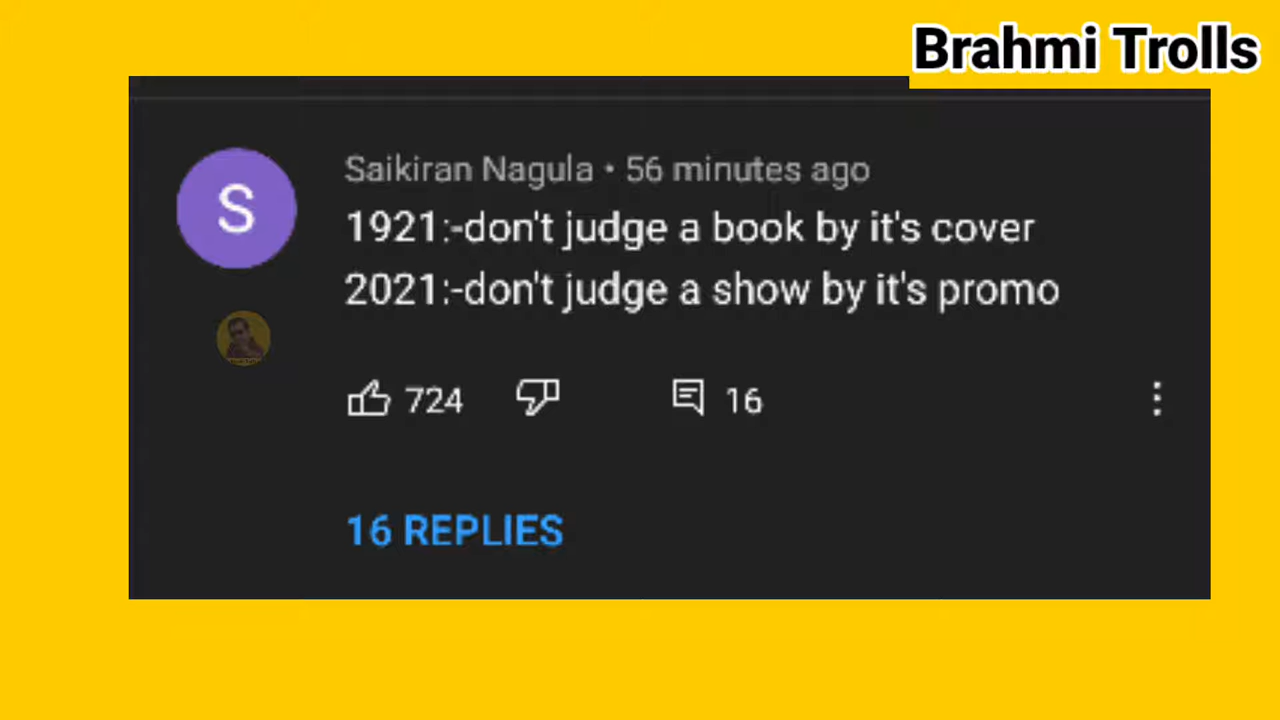 Brahmi Trolls
S
Saikiran Nagula • 56 minutes ago
1921:-don't judge a book by it's cover
2021:-don't judge a show by it's promo
724
16
16 REPLIES